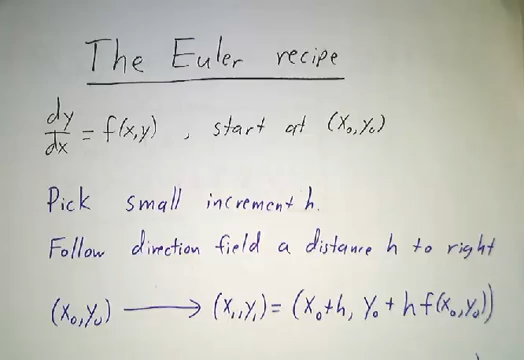 The Euler recipe
dy/dx = f(x,y) , start at (x₀,y₀)
Pick small increment h.
Follow direction field a distance h to right
(x₀,y₀) ⟶ (x₁,y₁) = (x₀+h, y₀ + h f(x₀,y₀))